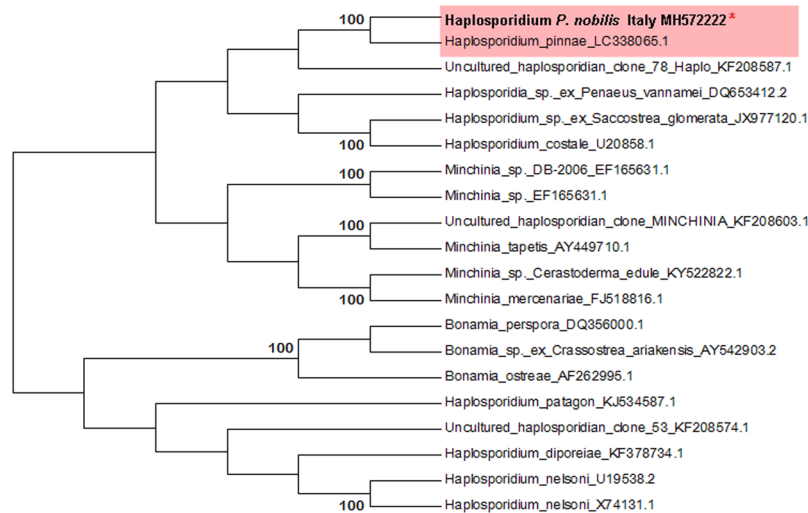 100
Haplosporidium P. nobilis Italy MH572222*
Haplosporidium_pinnae_LC338065.1
Uncultured_haplosporidian_clone_78_Haplo_KF208587.1
Haplosporidia_sp._ex_Penaeus_vannamei_DQ653412.2
Haplosporidium_sp._ex_Saccostrea_glomerata_JX977120.1
100
Haplosporidium_costale_U20858.1
100
Minchinia_sp._DB-2006_EF165631.1
Minchinia_sp._EF165631.1
100
Uncultured_haplosporidian_clone_MINCHINIA_KF208603.1
Minchinia_tapetis_AY449710.1
Minchinia_sp._Cerastoderma_edule_KY522822.1
100
Minchinia_mercenariae_FJ518816.1
Bonamia_perspora_DQ356000.1
100
Bonamia_sp._ex_Crassostrea_ariakensis_AY542903.2
Bonamia_ostreae_AF262995.1
Haplosporidium_patagon_KJ534587.1
Uncultured_haplosporidian_clone_53_KF208574.1
Haplosporidium_diporeiae_KF378734.1
Haplosporidium_nelsoni_U19538.2
100
Haplosporidium_nelsoni_X74131.1